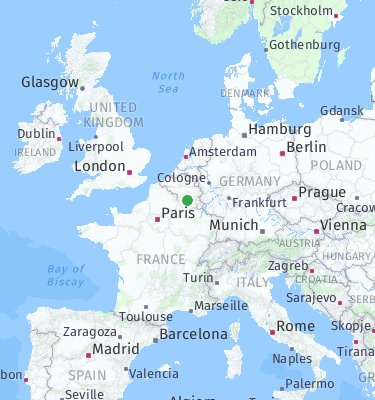 Stockholm
Gothenburg
North
Sea
Glasgow
DENMARK
UNITED
KINGDOM
Gdansk
Dublin
Hamburg
Liverpool
IRELAND
Amsterdam
Berlin
London
POLAND
Cologne
GERMANY
Prague
Frankfurt
Cracow
Paris
Munich
Vienna
AUSTRIA
FRANCE
HUNGARY
Zagreb
Bay of
Biscay
Turin
ITALY
CROATIA
Sarajevo
SERB
Marseille
Toulouse
Zaragoza
Barcelona
Rome
Skopje
Madrid
Tirana
Naples
SPAIN
Valencia
bon
Palermo
Seville